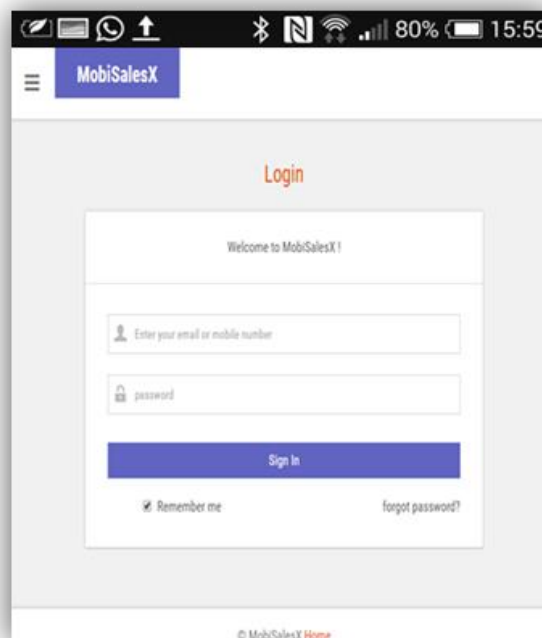 80% 15:59
MobiSalesX
Login
Welcome to MobiSalesX !
Enter your email or mobile number
password
Sign In
Remember me forgot password?
© MobiSalesX Home